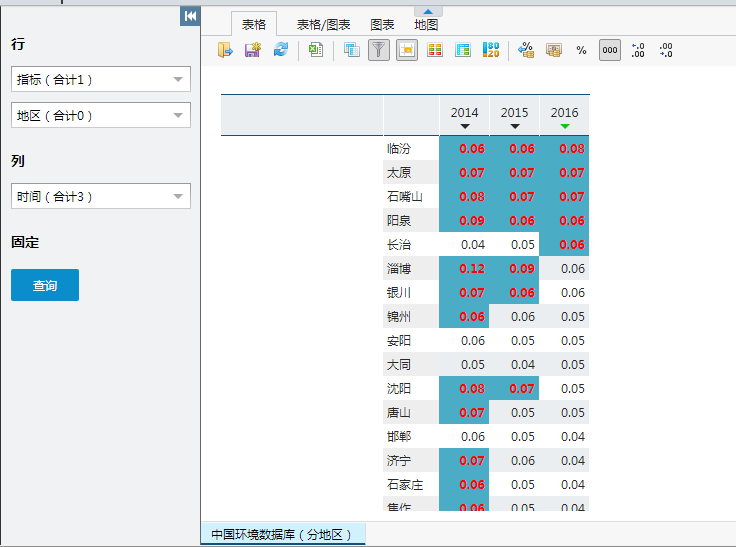 行
指标（合计1）
地区（合计0）
列
时间（合计3）
固定
查询
表格 表格/图表 图表 地图
80 20 % % 000 +.0 .00 .00 →.0
2014 2015 2016
临汾 0.06 0.06 0.08
太原 0.07 0.07 0.07
石嘴山 0.08 0.07 0.07
阳泉 0.09 0.06 0.06
长治 0.04 0.05 0.06
淄博 0.12 0.09 0.06
银川 0.07 0.06 0.06
锦州 0.06 0.06 0.05
安阳 0.06 0.05 0.05
大同 0.05 0.04 0.05
沈阳 0.08 0.07 0.05
唐山 0.07 0.05 0.05
邯郸 0.06 0.05 0.04
济宁 0.07 0.06 0.04
石家庄 0.06 0.05 0.04
焦作 0.06 0.05 0.04
中国环境数据库（分地区）